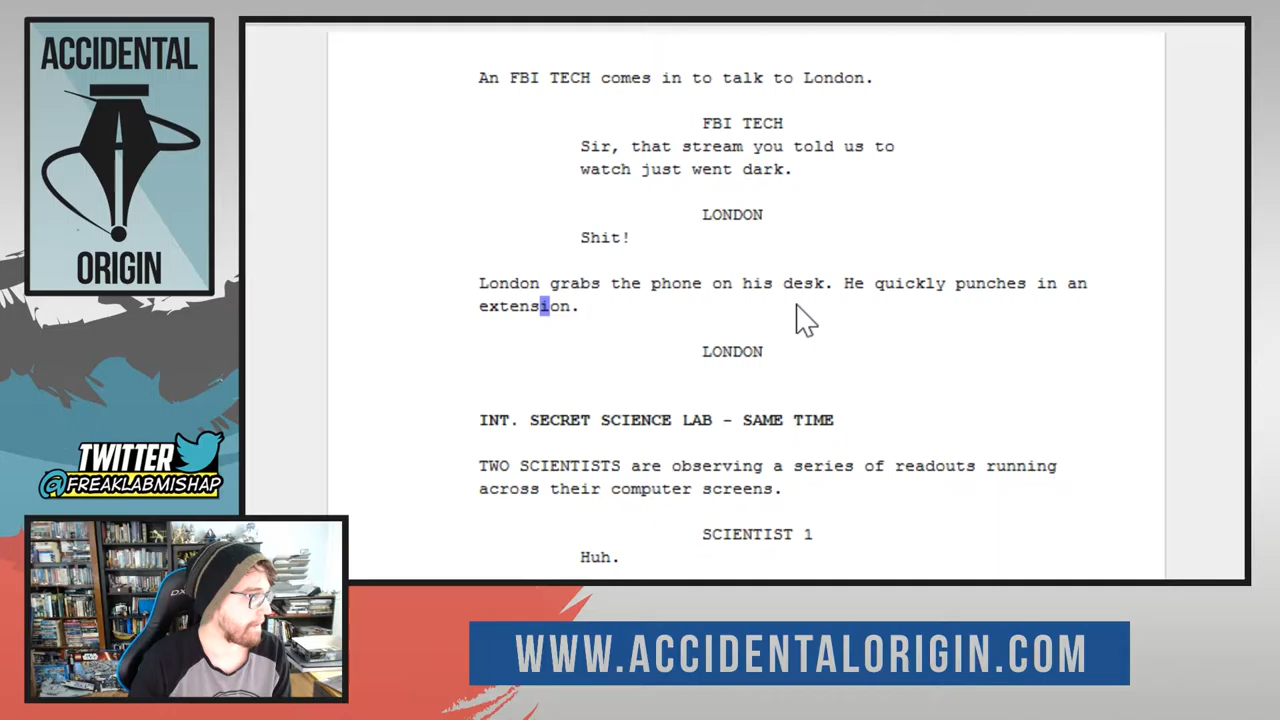 ACCIDENTAL
ORIGIN
An FBI TECH comes in to talk to London.
FBI TECH
Sir, that stream you told us to
watch just went dark.
LONDON
Shit!
London grabs the phone on his desk. He quickly punches in an
extension.
LONDON
INT. SECRET SCIENCE LAB - SAME TIME
TWO SCIENTISTS are observing a series of readouts running
across their computer screens.
SCIENTIST 1
Huh.
TWITTER
@FREAKLABMISHAP
DX
WWW.ACCIDENTALORIGIN.COM